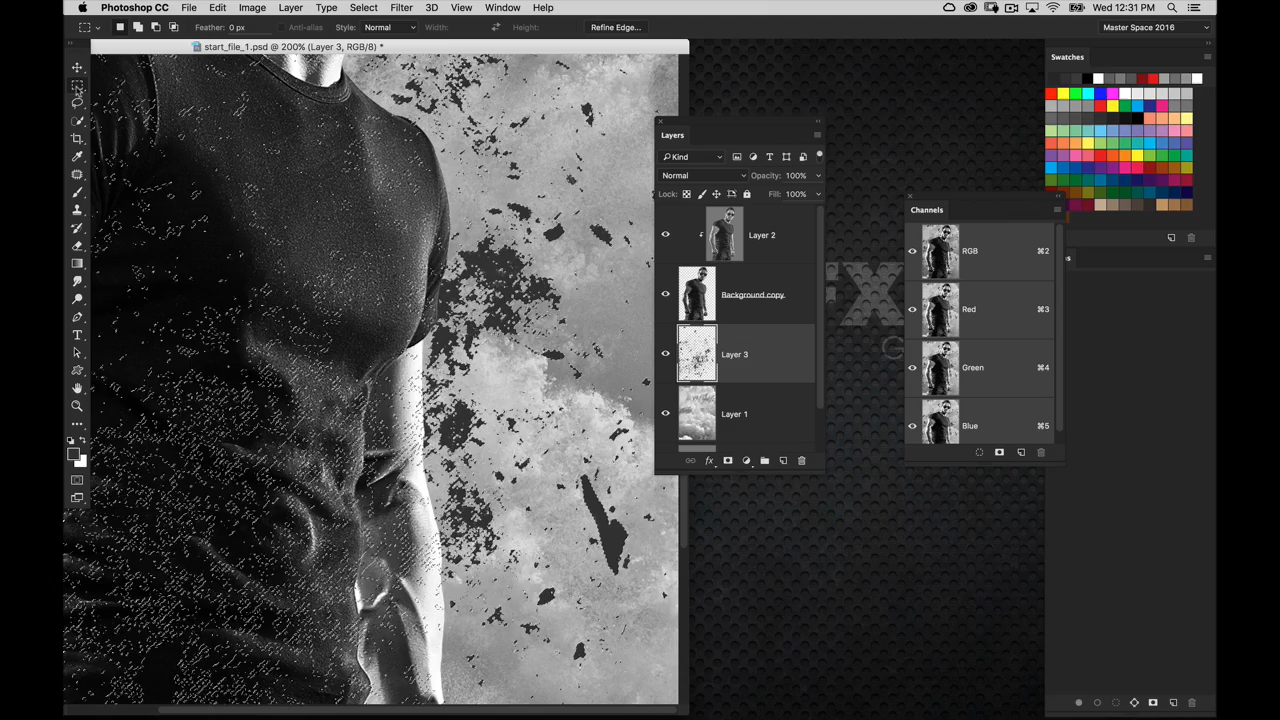 Photoshop CC File Edit Image Layer Type Select Filter 3D View Window Help Wed 12:31 PM
Feather: 0 px Anti-alias Style: Normal Width: Height: Refine Edge... Master Space 2016
start_file_1.psd @ 200% (Layer 3, RGB/8) *
Swatches
Layers
Kind
Normal Opacity: 100%
Lock: Fill: 100%
Layer 2
Background copy
Layer 3
Layer 1
fx
Channels
RGB ⌘2
Red ⌘3
Green ⌘4
Blue ⌘5